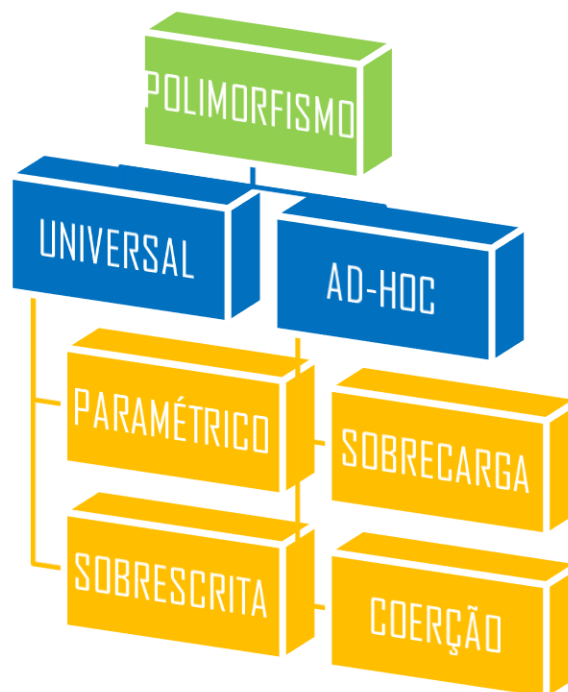 POLIMORFISMO
UNIVERSAL
AD-HOC
PARAMÉTRICO
SOBRECARGA
SOBRESCRITA
COERÇÃO